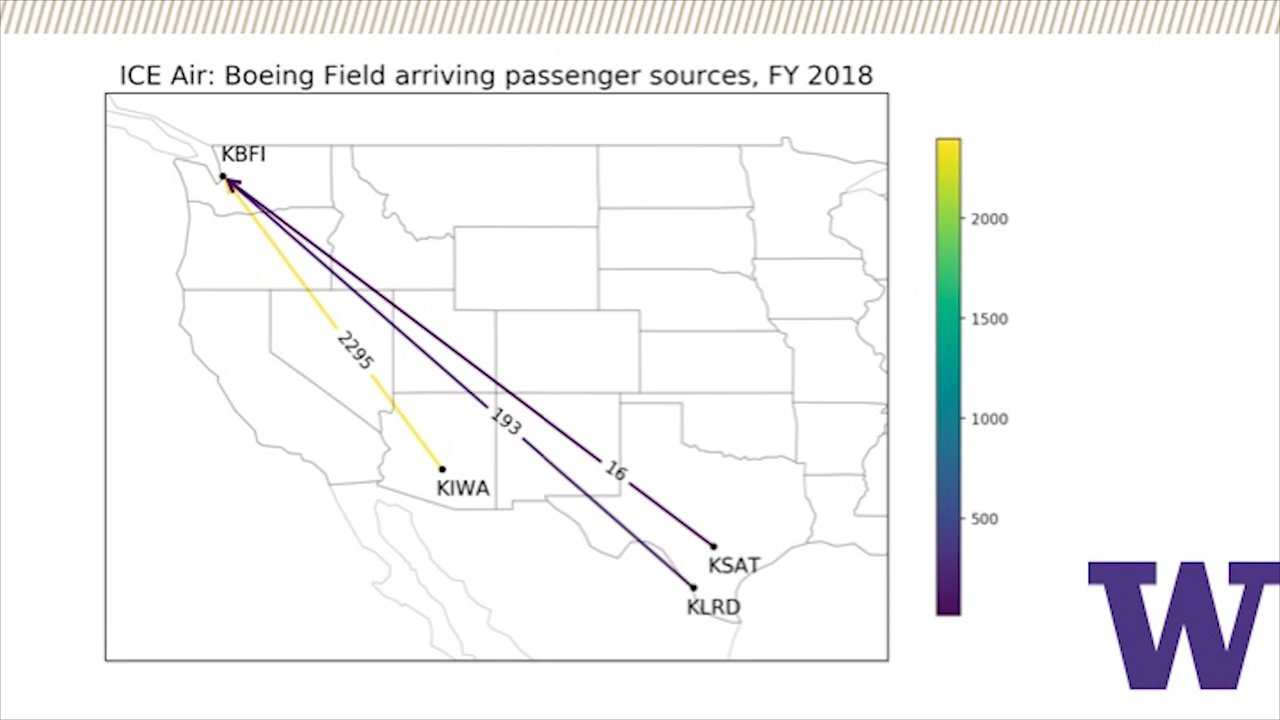 ICE Air: Boeing Field arriving passenger sources, FY 2018
KBFI
2000
1500
2295
1000
193
16
KIWA
500
KSAT
KLRD
W